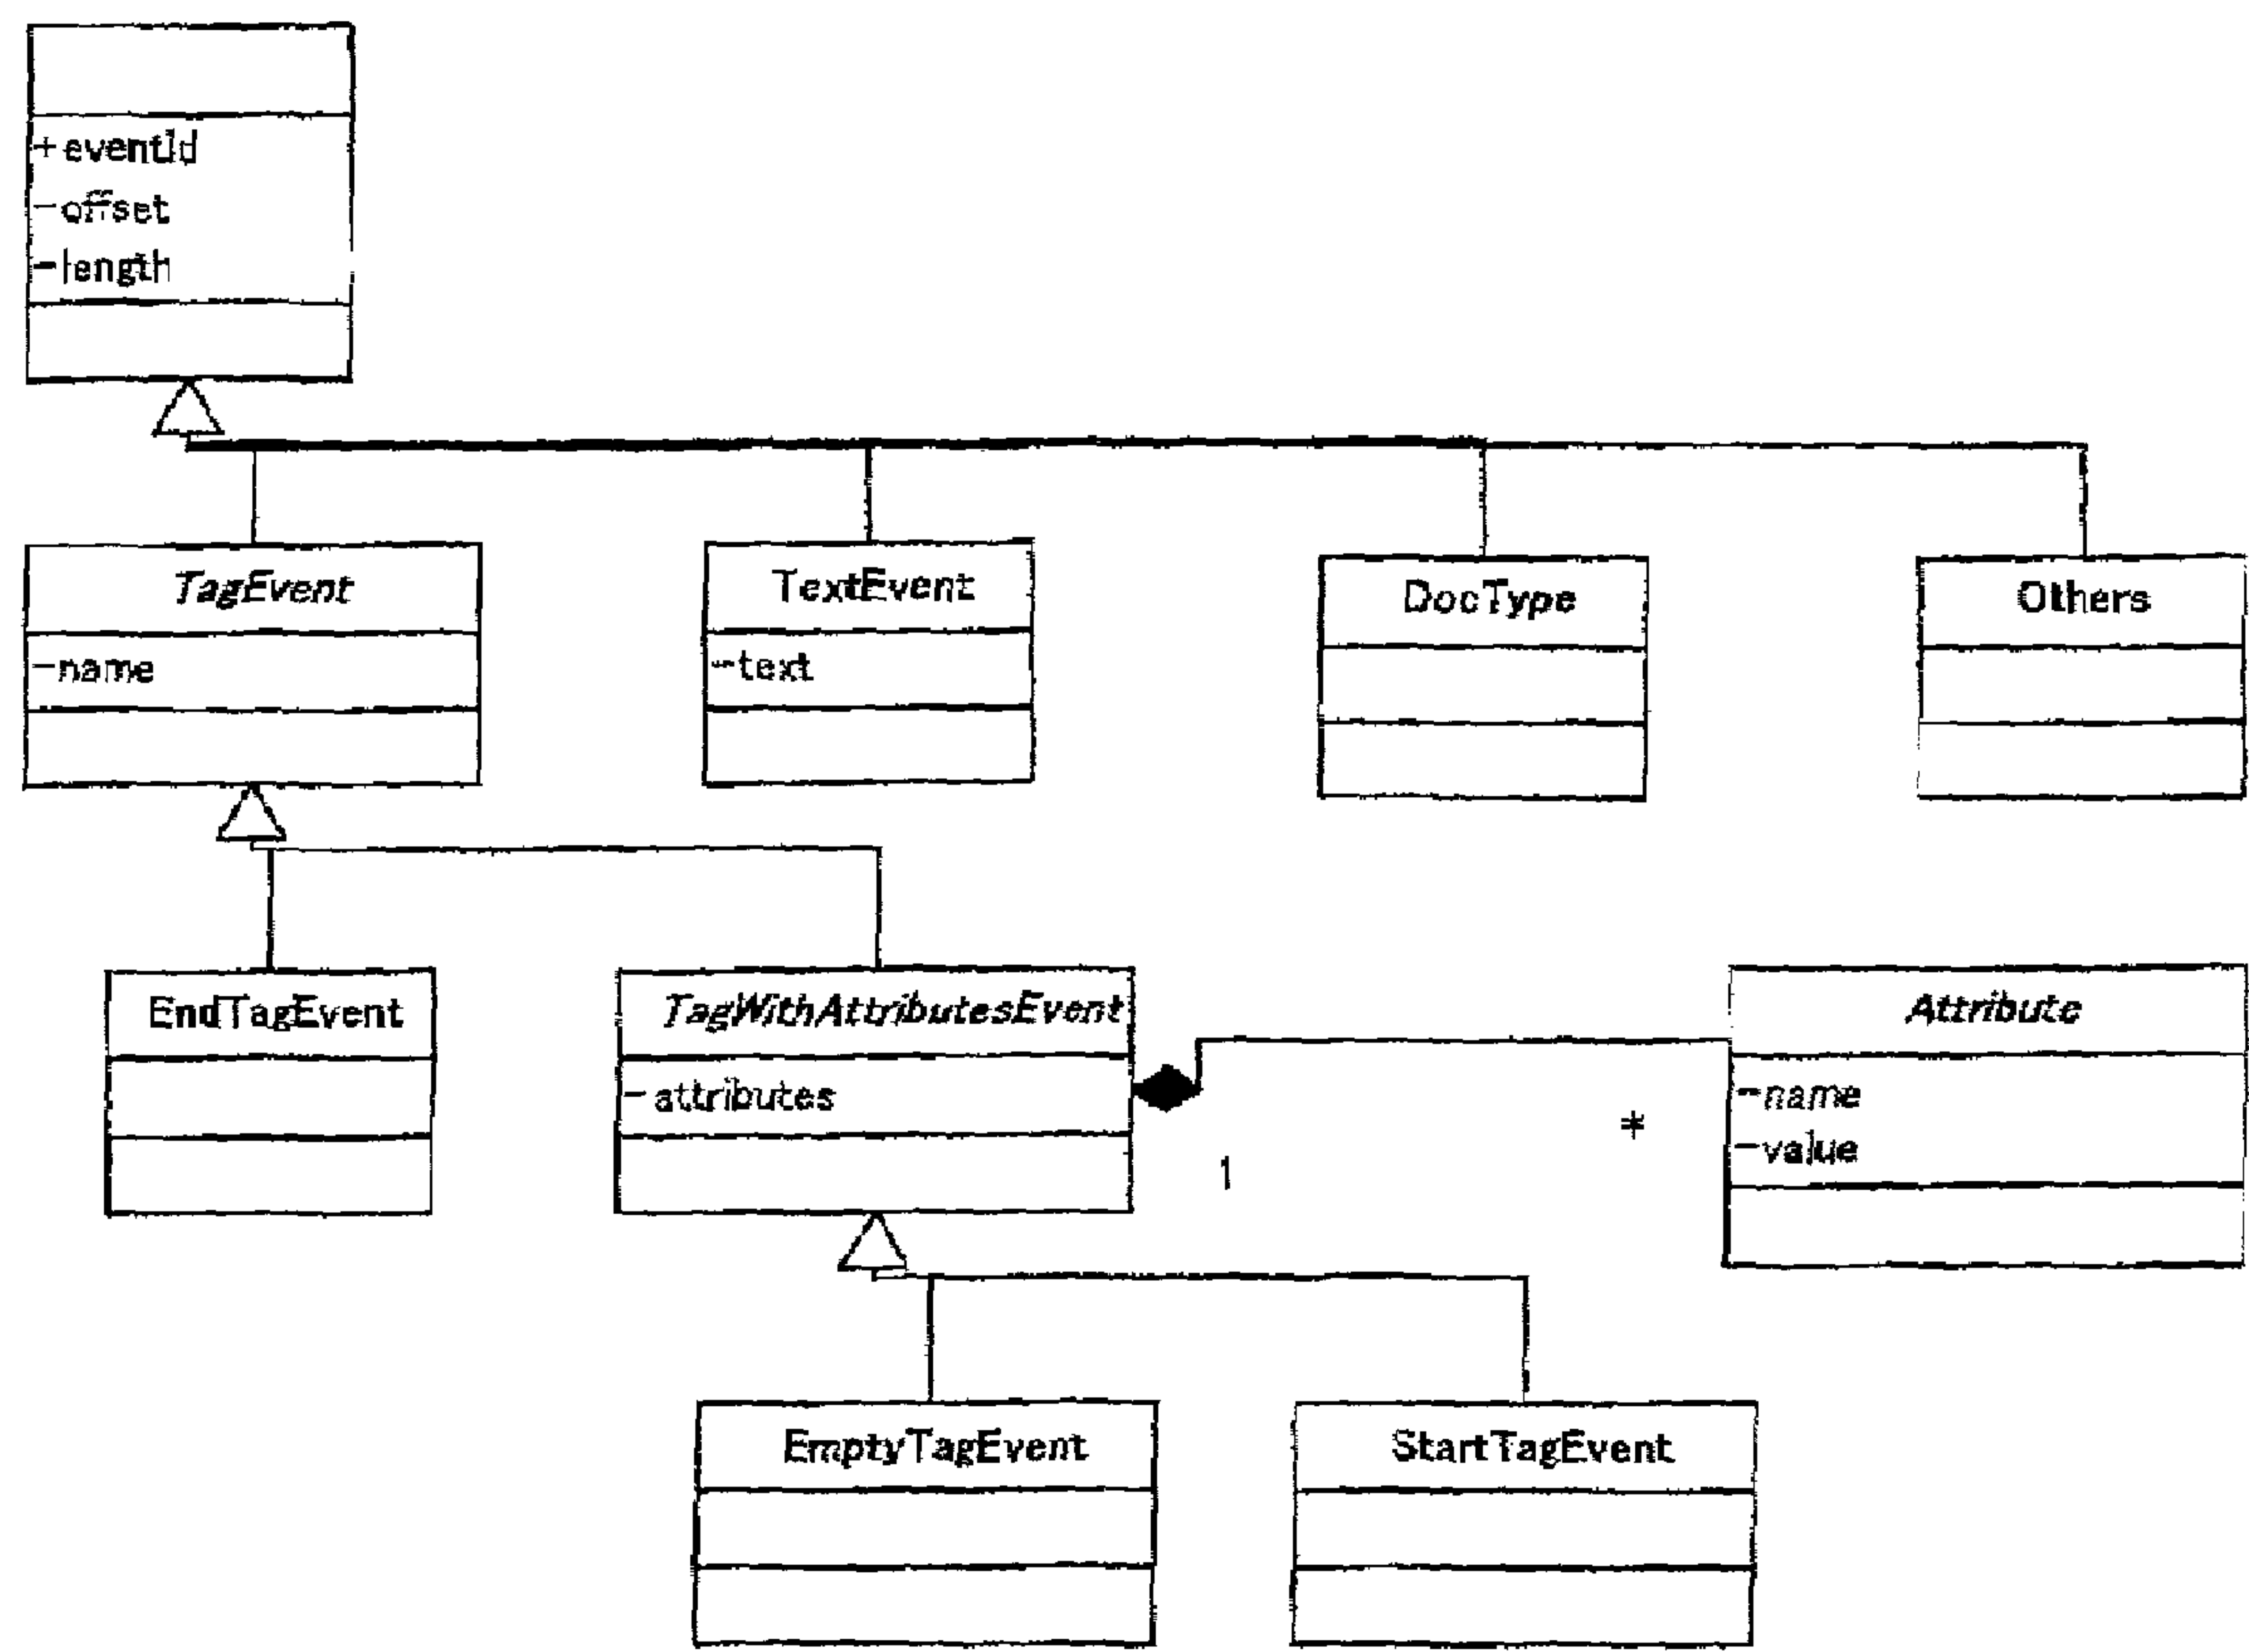 +eventId
-offset
-length
TagEvent
-name
TextEvent
-text
DocType
Others
EndTagEvent
TagWithAttributesEvent
-attributes
1
*
Attribute
-name
-value
EmptyTagEvent
StartTagEvent